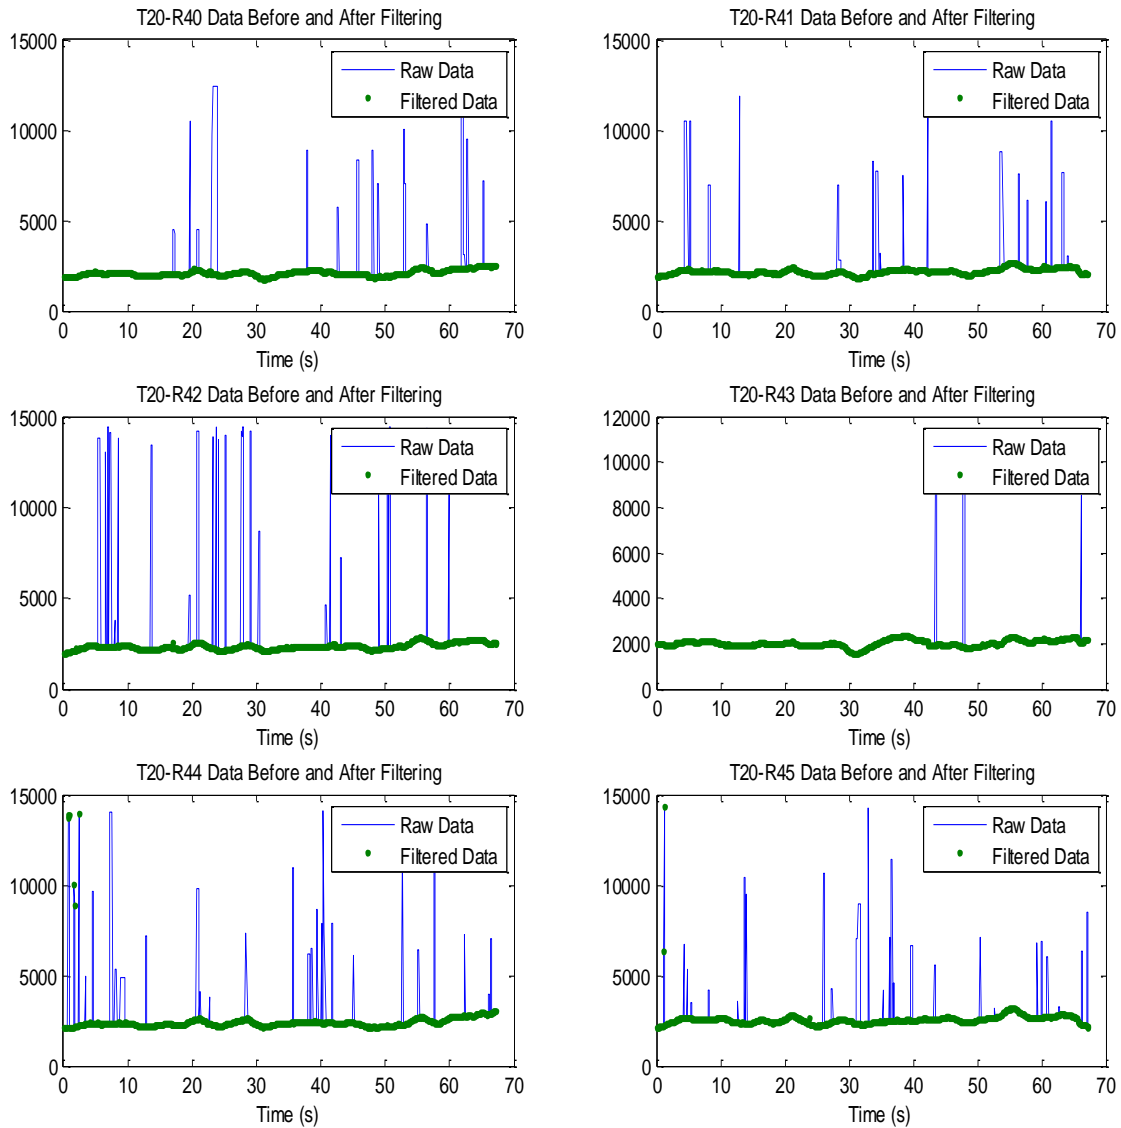 T20-R40 Data Before and After Filtering
15000
10000
5000
0
Raw Data
Filtered Data
0 10 20 30 40 50 60 70
Time (s)
T20-R41 Data Before and After Filtering
15000
10000
5000
0
Raw Data
Filtered Data
0 10 20 30 40 50 60 70
Time (s)
T20-R42 Data Before and After Filtering
15000
10000
5000
0
Raw Data
Filtered Data
0 10 20 30 40 50 60 70
Time (s)
T20-R43 Data Before and After Filtering
12000
10000
8000
6000
4000
2000
0
Raw Data
Filtered Data
0 10 20 30 40 50 60 70
Time (s)
T20-R44 Data Before and After Filtering
15000
10000
5000
0
Raw Data
Filtered Data
0 10 20 30 40 50 60 70
Time (s)
T20-R45 Data Before and After Filtering
15000
10000
5000
0
Raw Data
Filtered Data
0 10 20 30 40 50 60 70
Time (s)